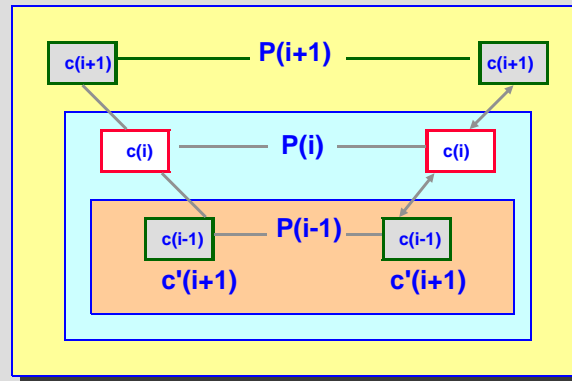 c(i+1) P(i+1) c(i+1)
c(i) P(i) c(i)
c(i-1) P(i-1) c(i-1)
c'(i+1) c'(i+1)